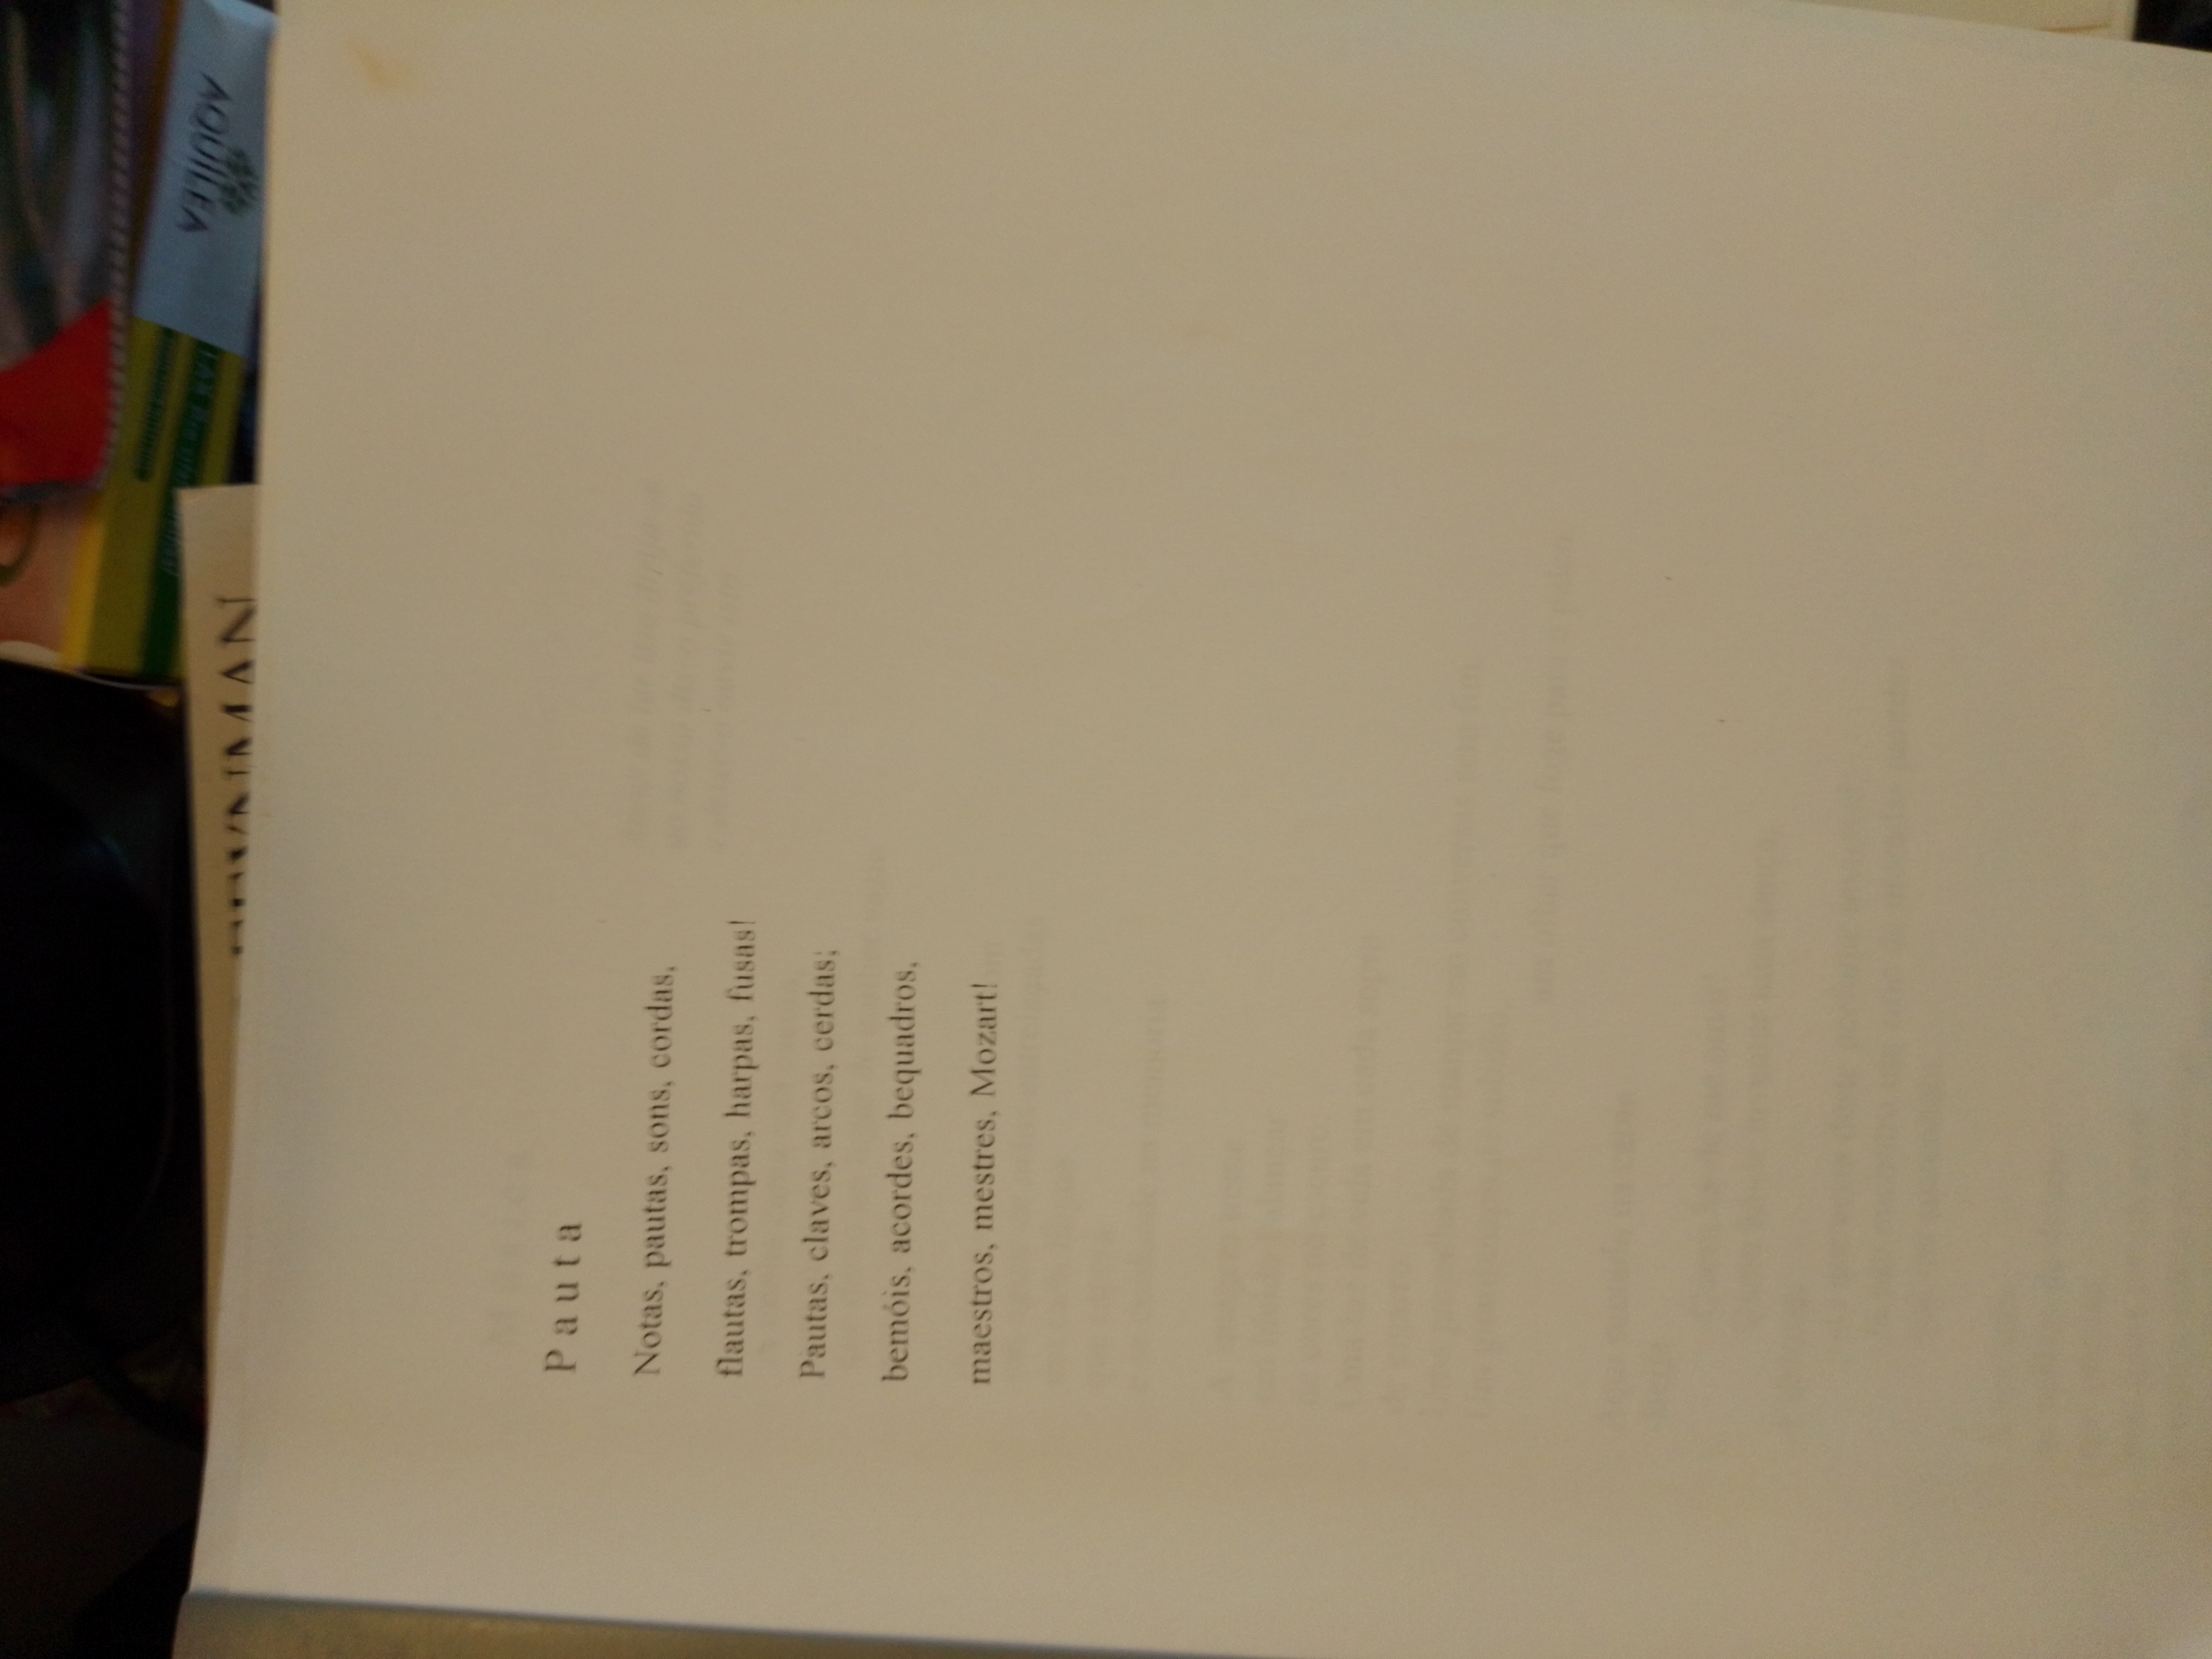 Pauta
Notas, pautas, sons, cordas,
flautas, trompas, harpas, fusas!
Pautas, claves, arcos, cerdas;
bemóis, acordes, bequadros,
maestros, mestres, Mozart!
AQUILEA